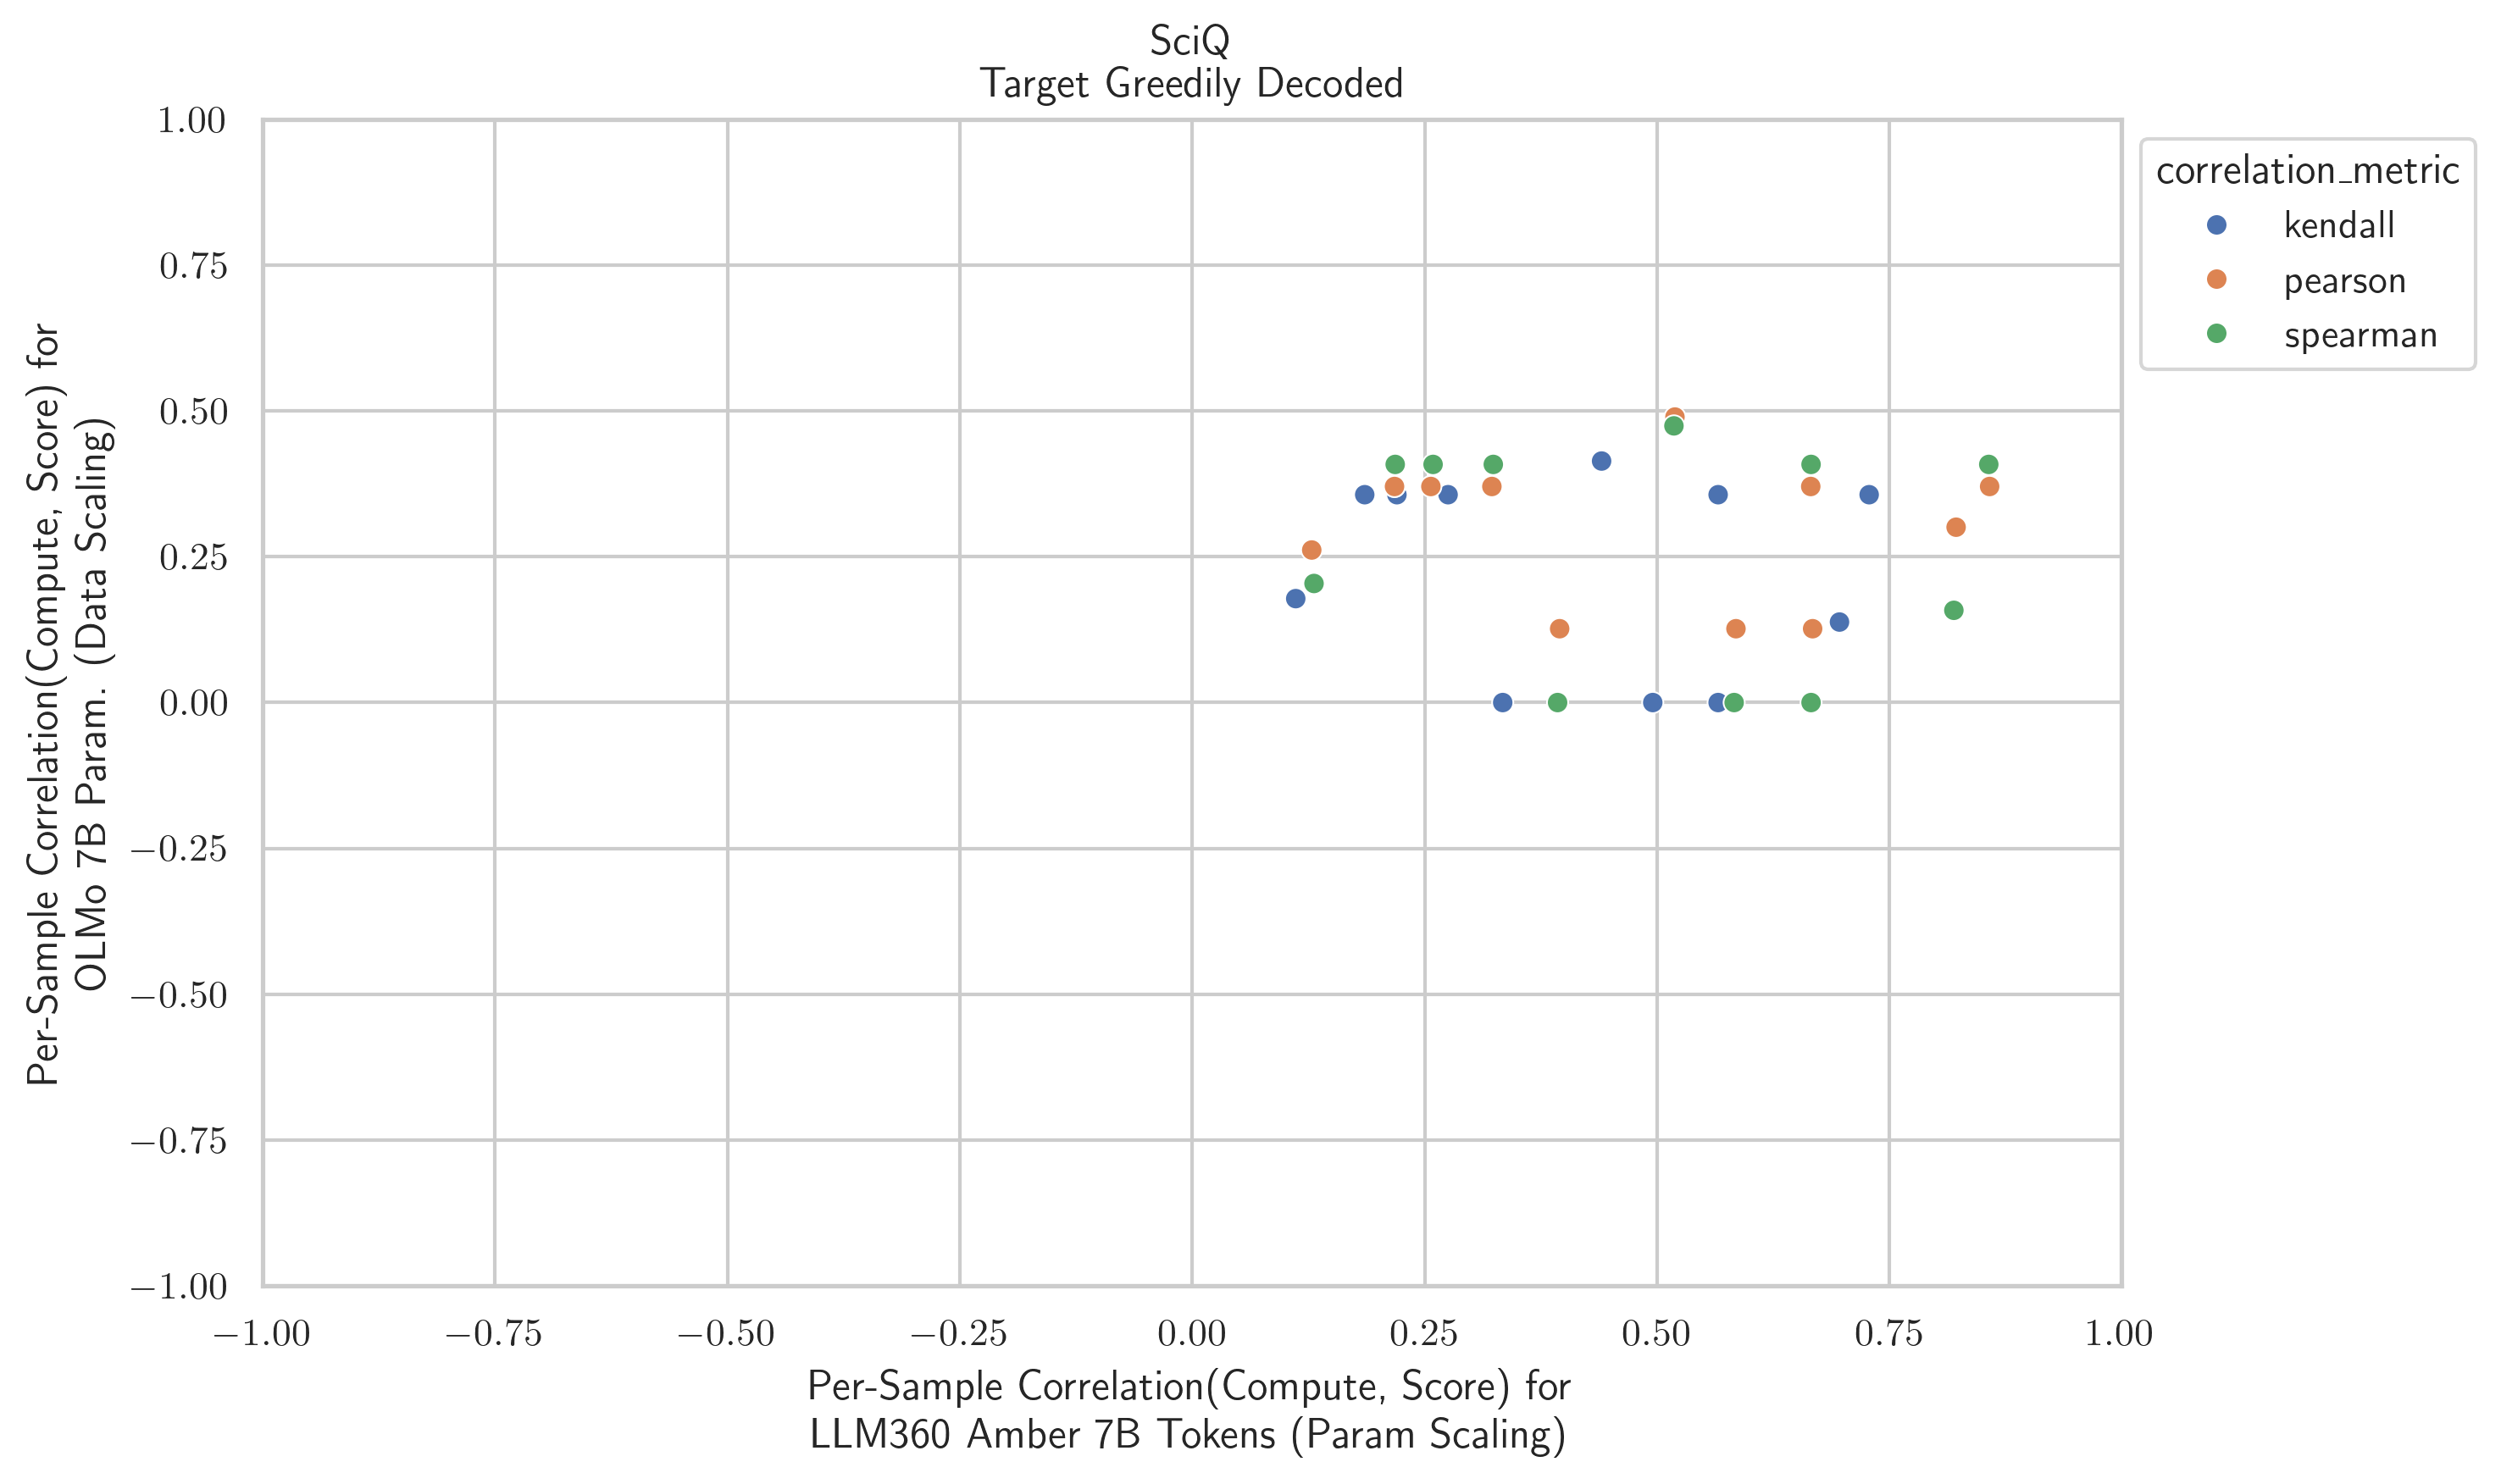 SciQ
Target Greedily Decoded
1.00
0.75
0.50
0.25
0.00
−0.25
−0.50
−0.75
−1.00
Per-Sample Correlation(Compute, Score) for
OLMo 7B Param. (Data Scaling)
correlation_metric
kendall
pearson
spearman
−1.00 −0.75 −0.50 −0.25 0.00 0.25 0.50 0.75 1.00
Per-Sample Correlation(Compute, Score) for
LLM360 Amber 7B Tokens (Param Scaling)